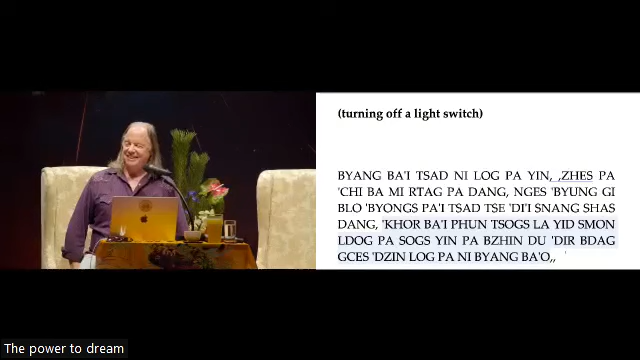 (turning off a light switch)
BYANG BA'I TSAD NI LOG PA YIN, ,ZHES PA
'CHI BA MI RTAG PA DANG, NGES 'BYUNG GI
BLO 'BYONGS PA'I TSAD TSE 'DI'I SNANG SHAS
DANG, 'KHOR BA'I PHUN TSOGS LA YID SMON
LDOG PA SOGS YIN PA BZHIN DU 'DIR BDAG
GCES 'DZIN LOG PA NI BYANG BA'O,,
The power to dream